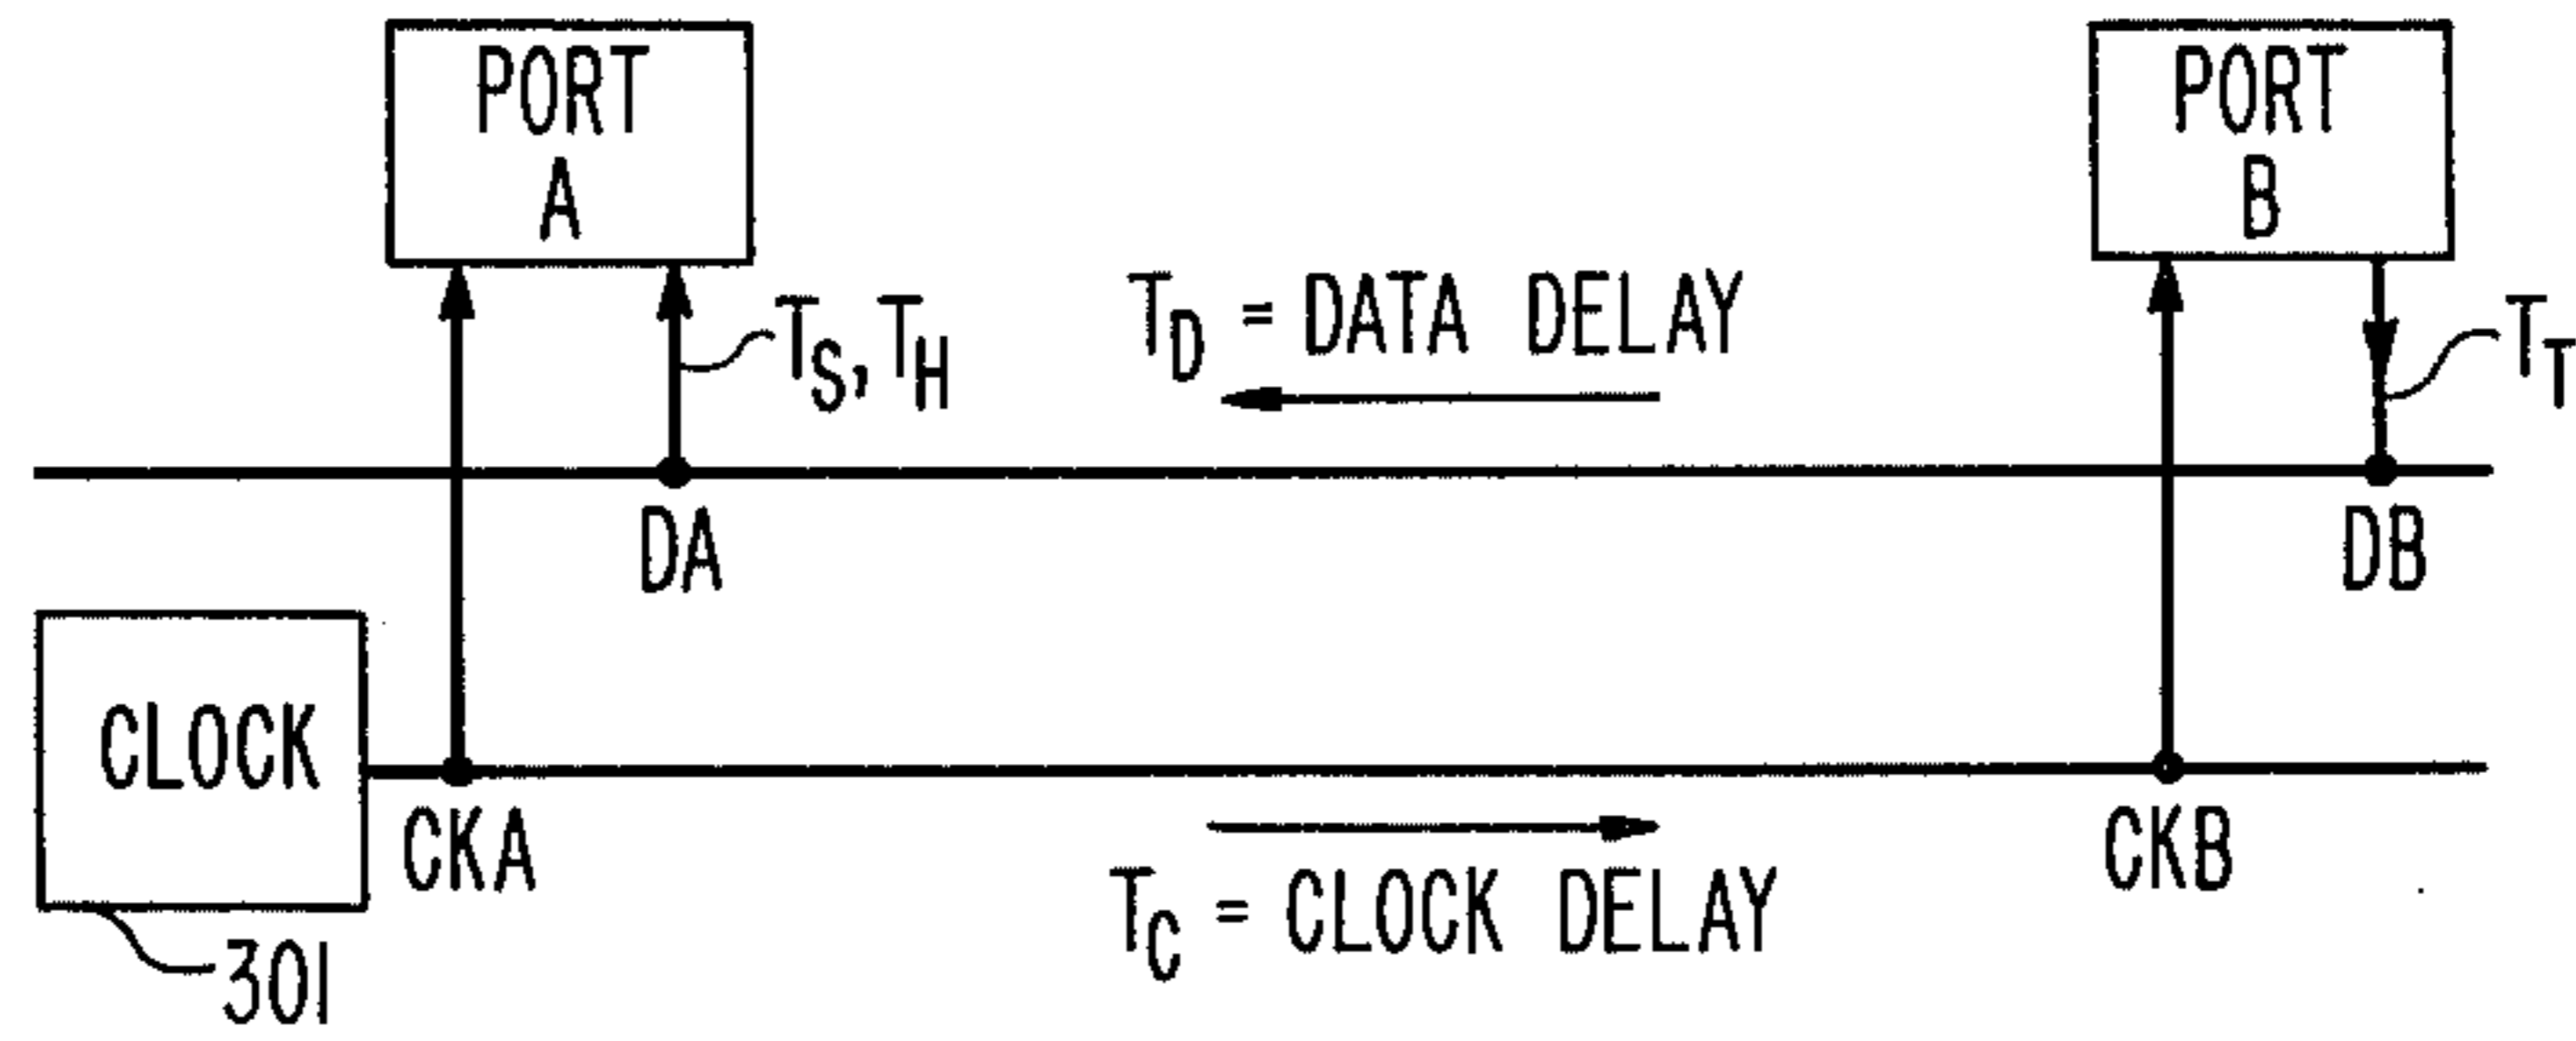 PORT
A
PORT
B
T_S, T_H
T_D = DATA DELAY
T_T
DA
DB
CLOCK
CKA
CKB
T_C = CLOCK DELAY
301